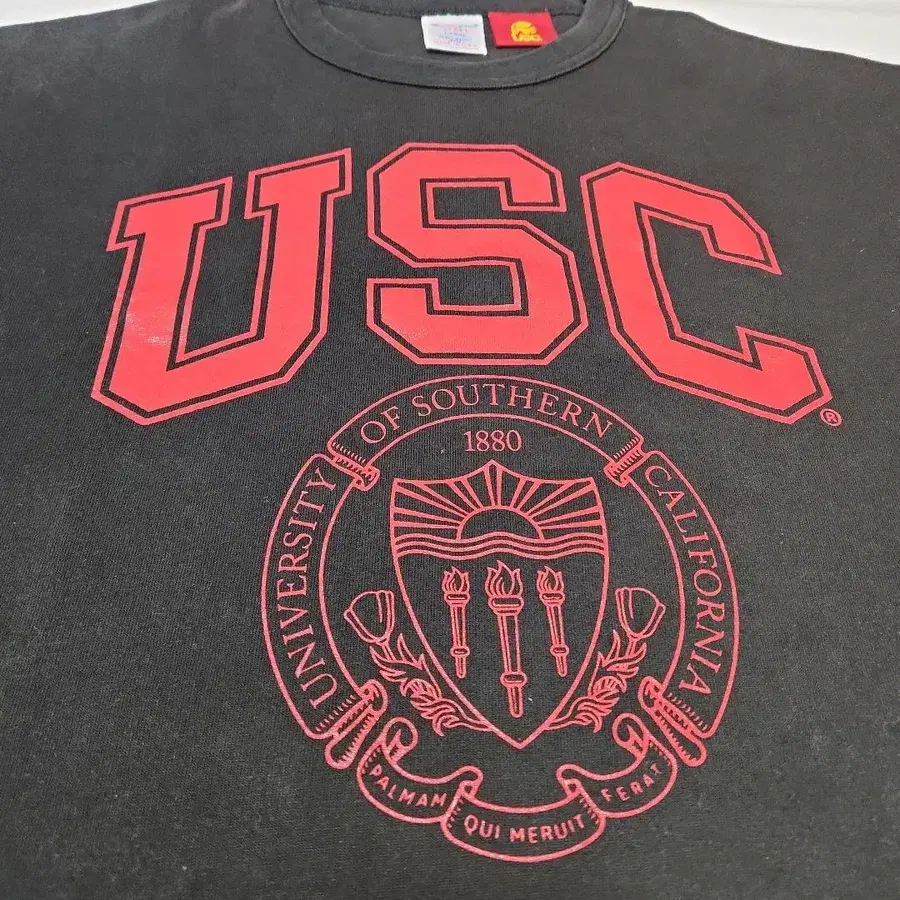 USC
®
UNIVERSITY OF SOUTHERN CALIFORNIA
1880
PALMAM QUI MERUIT FERAT